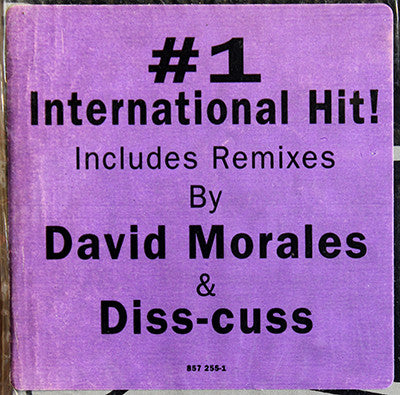 #1
International Hit!
Includes Remixes
By
David Morales
&
Diss-cuss
857 255-1